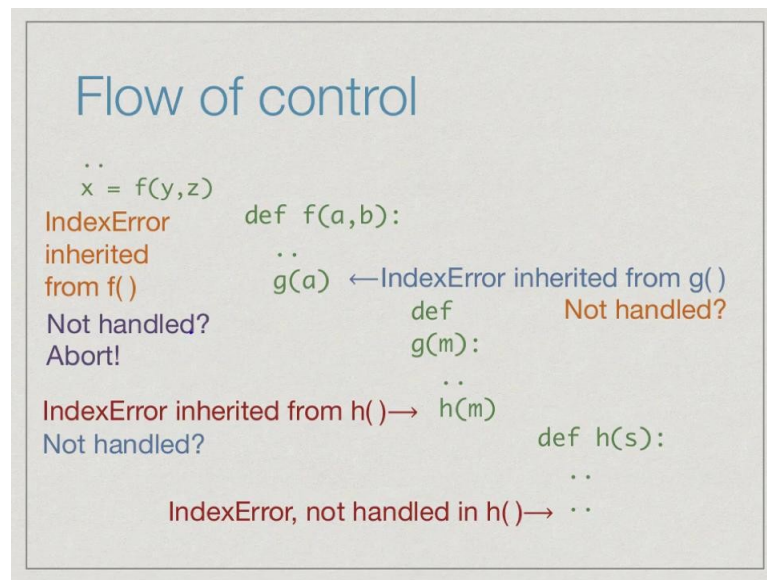 Flow of control
..
x = f(y,z)
IndexError
inherited
from f( )
Not handled?
Abort!
def f(a,b):
..
g(a) ←IndexError inherited from g( )
Not handled?
def
g(m):
..
IndexError inherited from h( )→ h(m)
Not handled?
def h(s):
..
IndexError, not handled in h( )→ ..